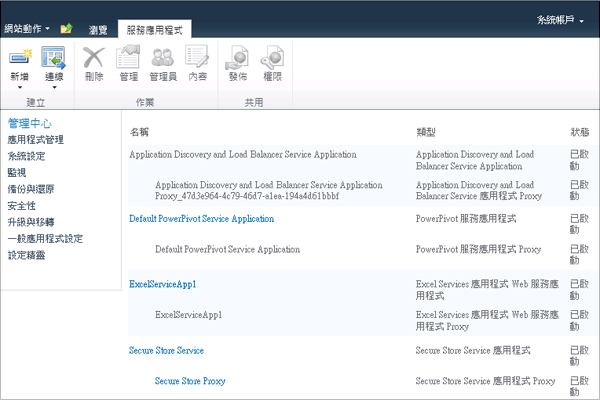 系統帳戶
網站動作 瀏覽 服務應用程式
新增 連線 刪除 管理 管理員 內容 發佈 權限
建立 作業 共用
管理中心
應用程式管理
系統設定
監視
備份與還原
安全性
升級與移轉
一般應用程式設定
設定精靈
名稱 類型 狀態
Application Discovery and Load Balancer Service Application Application Discovery and Load 已啟
Balancer Service Application 動
Application Discovery and Load Balancer Service Application Application Discovery and Load 已啟
Proxy_47d3e964-4c79-46d7-a1ea-194a4d61bbbf Balancer Service 應用程式 Proxy 動
Default PowerPivot Service Application PowerPivot 服務應用程式 已啟
動
Default PowerPivot Service Application PowerPivot 服務應用程式 Proxy 已啟
動
ExcelServiceApp1 Excel Services 應用程式 Web 服務應 已啟
用程式 動
ExcelServiceApp1 Excel Services 應用程式 Web 服務應 已啟
用程式 Proxy 動
Secure Store Service Secure Store Service 應用程式 已啟
動
Secure Store Proxy Secure Store Service 應用程式 Proxy 已啟
動